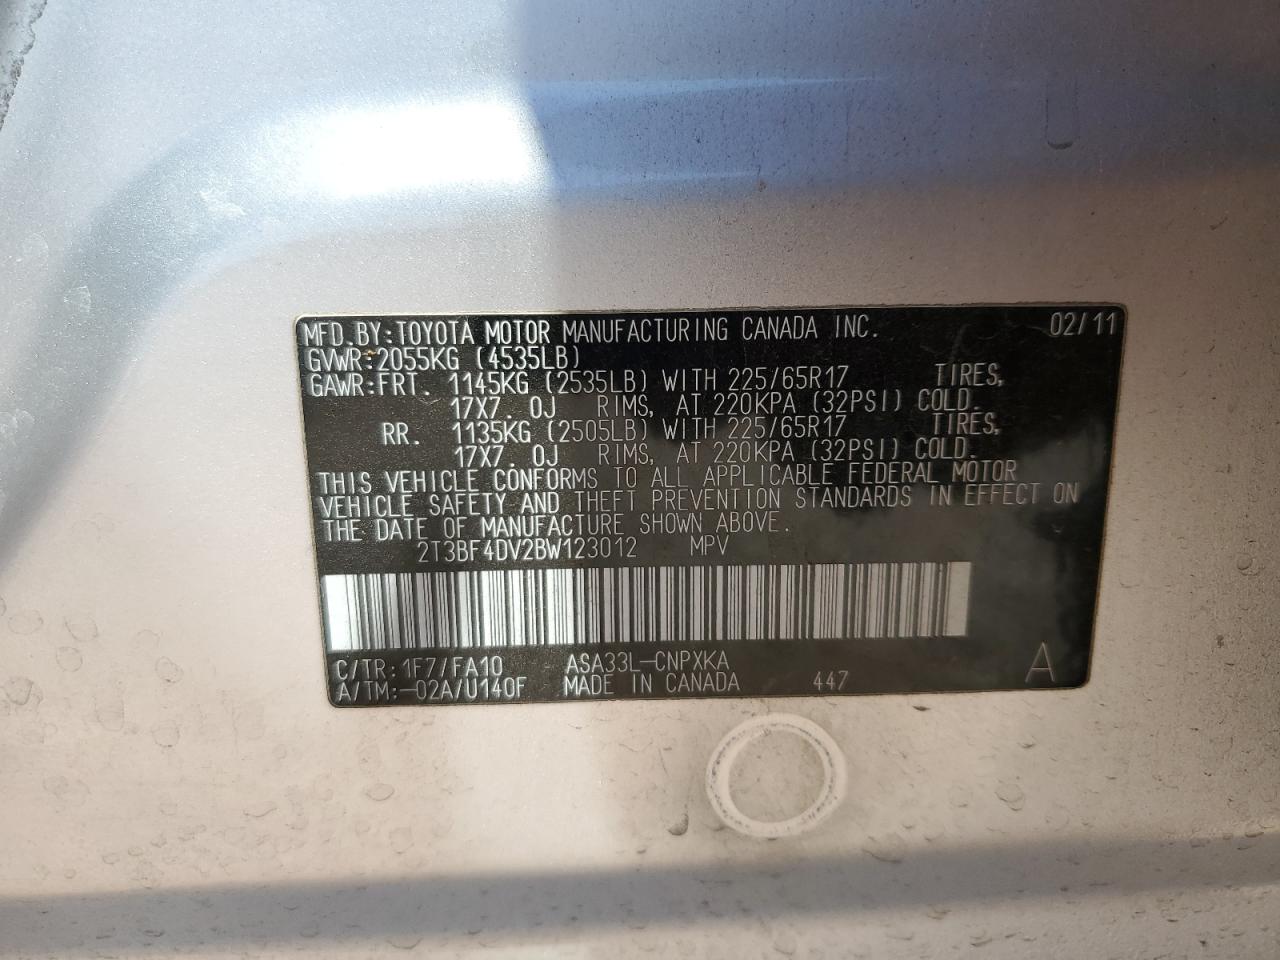 MFD.BY:TOYOTA MOTOR MANUFACTURING CANADA INC. 02/11
GVWR:2055KG (4535LB)
GAWR:FRT. 1145KG (2535LB) WITH 225/65R17 TIRES,
17X7.0J RIMS, AT 220KPA (32PSI) COLD.
RR. 1135KG (2505LB) WITH 225/65R17 TIRES,
17X7.0J RIMS, AT 220KPA (32PSI) COLD.
THIS VEHICLE CONFORMS TO ALL APPLICABLE FEDERAL MOTOR
VEHICLE SAFETY AND THEFT PREVENTION STANDARDS IN EFFECT ON
THE DATE OF MANUFACTURE SHOWN ABOVE.
2T3BF4DV2BW123012 MPV
C/TR:1F7/FA10 ASA33L-CNPXKA A
A/TM:-02A/U140F MADE IN CANADA 447